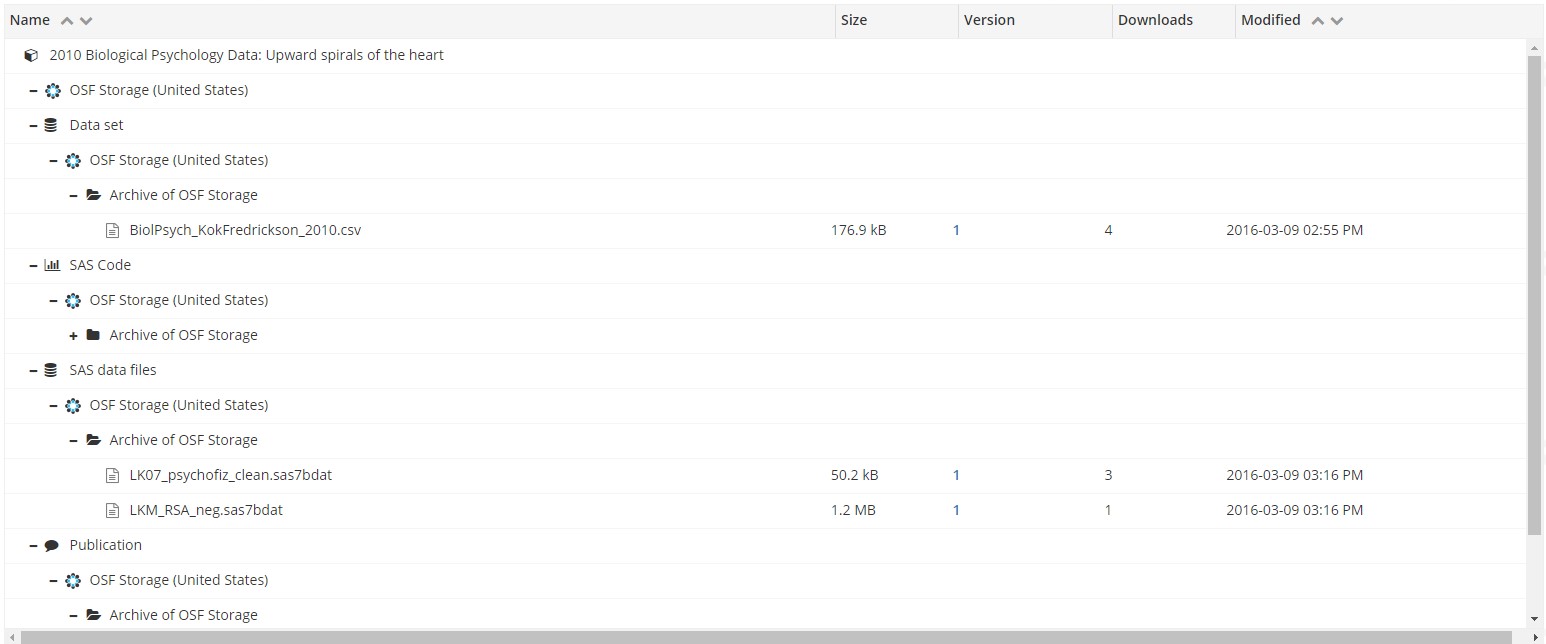 Name Size Version Downloads Modified
2010 Biological Psychology Data: Upward spirals of the heart
OSF Storage (United States)
Data set
OSF Storage (United States)
Archive of OSF Storage
BiolPsych_KokFredrickson_2010.csv 176.9 kB 1 4 2016-03-09 02:55 PM
SAS Code
OSF Storage (United States)
Archive of OSF Storage
SAS data files
OSF Storage (United States)
Archive of OSF Storage
LK07_psychofiz_clean.sas7bdat 50.2 kB 1 3 2016-03-09 03:16 PM
LKM_RSA_neg.sas7bdat 1.2 MB 1 1 2016-03-09 03:16 PM
Publication
OSF Storage (United States)
Archive of OSF Storage